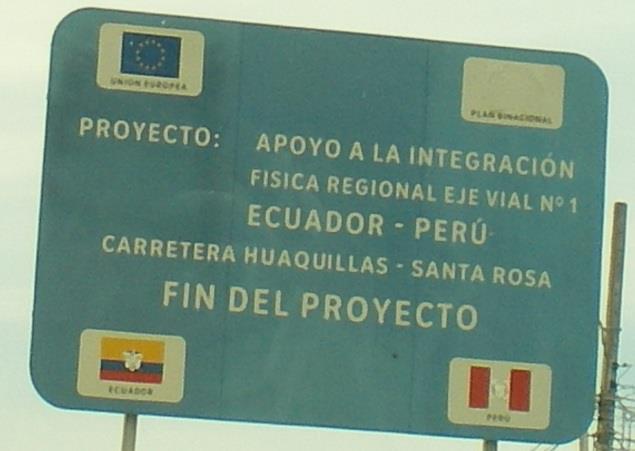 UNION EUROPEA
PLAN BINACIONAL
PROYECTO: APOYO A LA INTEGRACIÓN
FISICA REGIONAL EJE VIAL Nº 1
ECUADOR - PERÚ
CARRETERA HUAQUILLAS - SANTA ROSA
FIN DEL PROYECTO
ECUADOR
PERÚ